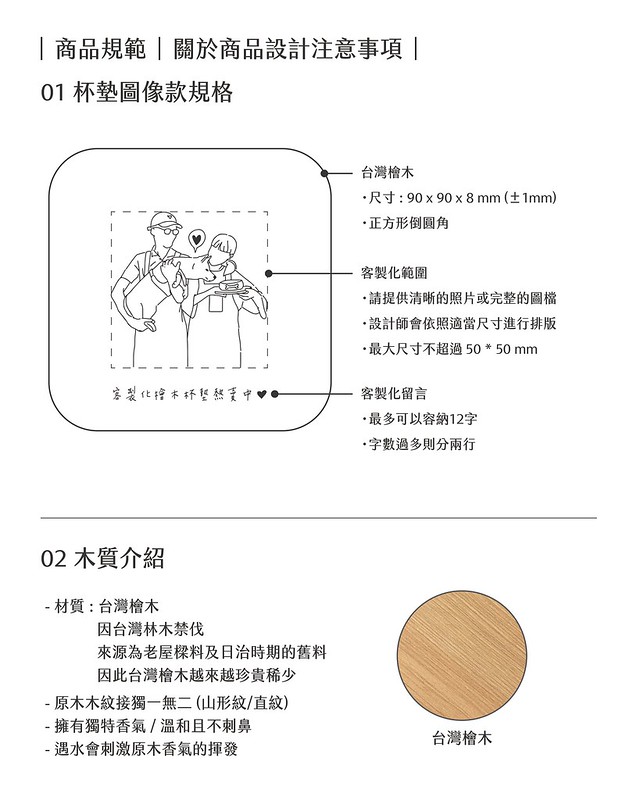 | 商品規範 | 關於商品設計注意事項 |
01 杯墊圖像款規格
台灣檜木
・尺寸 : 90 x 90 x 8 mm (±1mm)
・正方形倒圓角
客製化範圍
・請提供清晰的照片或完整的圖檔
・設計師會依照適當尺寸進行排版
・最大尺寸不超過 50 * 50 mm
客製化檜木杯墊熱賣中♥
客製化留言
・最多可以容納12字
・字數過多則分兩行
02 木質介紹
- 材質 : 台灣檜木
因台灣林木禁伐
來源為老屋樑料及日治時期的舊料
因此台灣檜木越來越珍貴稀少
- 原木木紋接獨一無二 (山形紋/直紋)
- 擁有獨特香氣 / 溫和且不刺鼻
- 遇水會刺激原木香氣的揮發
台灣檜木